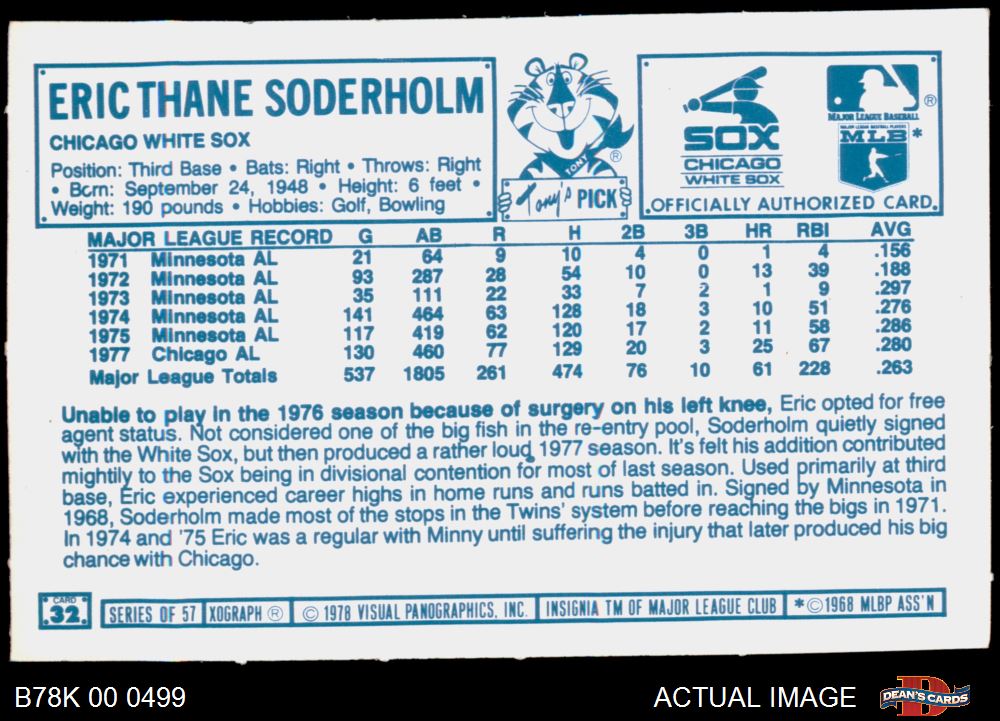 ERIC THANE SODERHOLM
CHICAGO WHITE SOX
Position: Third Base • Bats: Right • Throws: Right
• Born: September 24, 1948 • Height: 6 feet •
Weight: 190 pounds • Hobbies: Golf, Bowling
TONY ®
Tony's PICK
SOX
CHICAGO
WHITE SOX
®
MAJOR LEAGUE BASEBALL
MAJOR LEAGUE BASEBALL PLAYERS
MLB *
OFFICIALLY AUTHORIZED CARD.
MAJOR LEAGUE RECORD G AB R H 2B 3B HR RBI AVG
1971 Minnesota AL 21 64 9 10 4 0 1 4 .156
1972 Minnesota AL 93 287 28 54 10 0 13 39 .188
1973 Minnesota AL 35 111 22 33 7 2 1 9 .297
1974 Minnesota AL 141 464 63 128 18 3 10 51 .276
1975 Minnesota AL 117 419 62 120 17 2 11 58 .286
1977 Chicago AL 130 460 77 129 20 3 25 67 .280
Major League Totals 537 1805 261 474 76 10 61 228 .263
Unable to play in the 1976 season because of surgery on his left knee, Eric opted for free
agent status. Not considered one of the big fish in the re-entry pool, Soderholm quietly signed
with the White Sox, but then produced a rather loud 1977 season. It's felt his addition contributed
mightily to the Sox being in divisional contention for most of last season. Used primarily at third
base, Eric experienced career highs in home runs and runs batted in. Signed by Minnesota in
1968, Soderholm made most of the stops in the Twins' system before reaching the bigs in 1971.
In 1974 and '75 Eric was a regular with Minny until suffering the injury that later produced his big
chance with Chicago.
CARD
.32.
SERIES OF 57 XOGRAPH ® © 1978 VISUAL PANOGRAPHICS, INC. INSIGNIA TM OF MAJOR LEAGUE CLUB *©1968 MLBP ASS'N
B78K 00 0499
ACTUAL IMAGE
DEAN'S CARDS